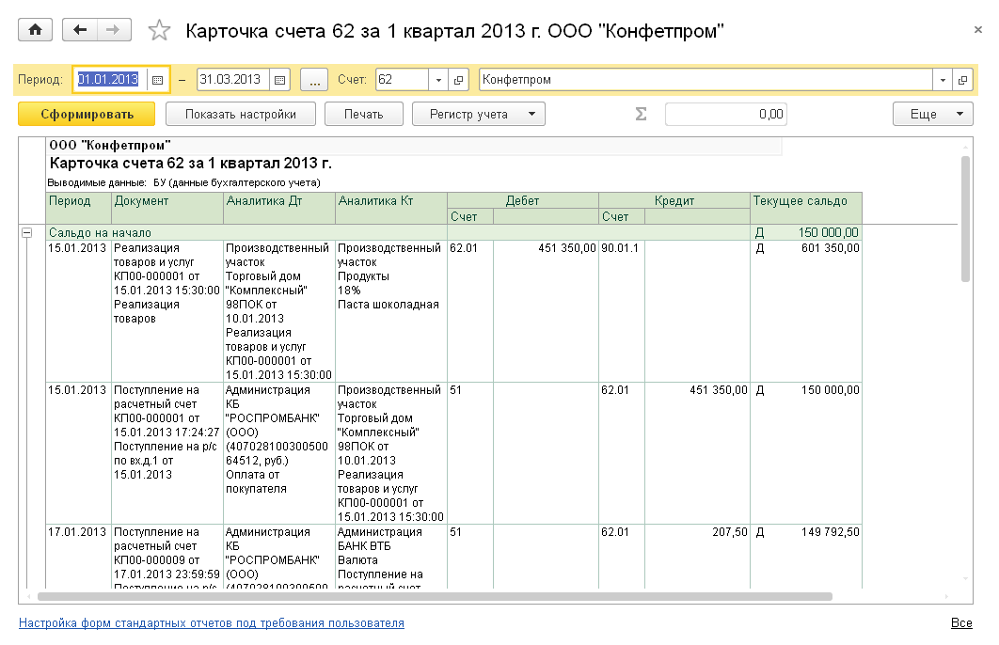 Карточка счета 62 за 1 квартал 2013 г. ООО "Конфетпром"
Период: 01.01.2013 – 31.03.2013 ... Счет: 62 Конфетпром
Сформировать Показать настройки Печать Регистр учета Σ 0,00 Еще
ООО "Конфетпром"
Карточка счета 62 за 1 квартал 2013 г.
Выводимые данные: БУ (данные бухгалтерского учета)
Период Документ Аналитика Дт Аналитика Кт Дебет Кредит Текущее сальдо
Счет Счет
Сальдо на начало Д 150 000,00
15.01.2013 Реализация Производственный Производственный 62.01 451 350,00 90.01.1 Д 601 350,00
товаров и услуг участок участок
КП00-000001 от Торговый дом Продукты
15.01.2013 15:30:00 "Комплексный" 18%
Реализация 98ПОК от Паста шоколадная
товаров 10.01.2013
Реализация
товаров и услуг
КП00-000001 от
15.01.2013 15:30:00
15.01.2013 Поступление на Администрация Производственный 51 62.01 451 350,00 Д 150 000,00
расчетный счет КБ участок
КП00-000001 от "РОСПРОМБАНК" Торговый дом
15.01.2013 17:24:27 (ООО) "Комплексный"
Поступление на р/с (407028100300500 98ПОК от
по вх.д.1 от 64512, руб.) 10.01.2013
15.01.2013 Оплата от Реализация
покупателя товаров и услуг
КП00-000001 от
15.01.2013 15:30:00
17.01.2013 Поступление на Администрация Администрация 51 62.01 207,50 Д 149 792,50
расчетный счет КБ БАНК ВТБ
КП00-000009 от "РОСПРОМБАНК" Валюта
17.01.2013 23:59:59 (ООО) Поступление на
Поступление на р/с (407028100300500 расчетный счет
Настройка форм стандартных отчетов под требования пользователя Все